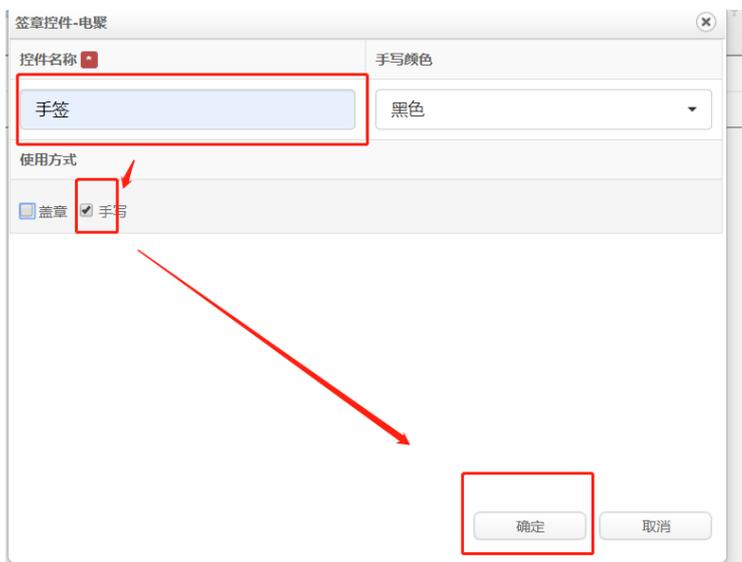 签章控件-电聚
控件名称 * 手写颜色
手签 黑色
使用方式
盖章 手写
确定 取消